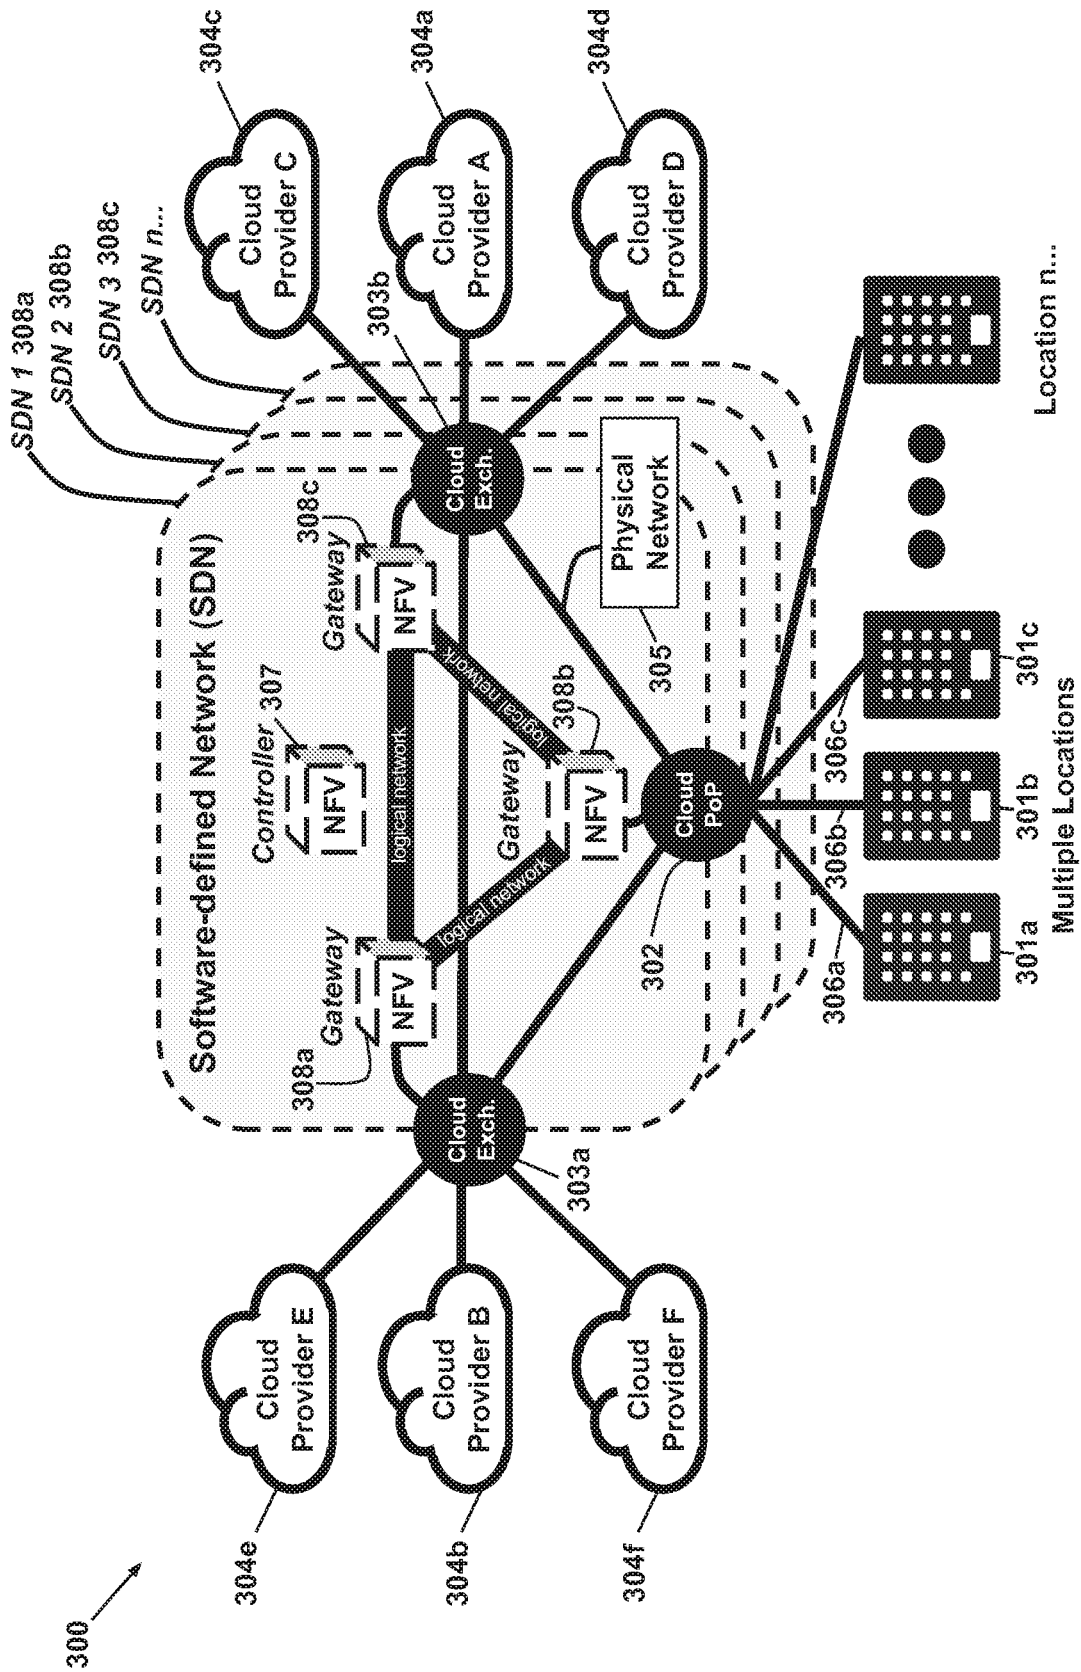 300
SDN 1 308a
SDN 2 308b
SDN 3 308c
SDN n...
Software-defined Network (SDN)
304e
Cloud
Provider E
304b
Cloud
Provider B
304f
Cloud
Provider F
Cloud
Exch.
303a
308a
Gateway
NFV
Controller 307
NFV
Gateway 308c
NFV
logical network
logical network
logical network
Gateway
308b
NFV
303b
Cloud
Exch.
304c
Cloud
Provider C
304a
Cloud
Provider A
304d
Cloud
Provider D
Physical
Network
305
302
Cloud
PoP
306a
306b
306c
301a
301b
301c
Multiple Locations
Location n...